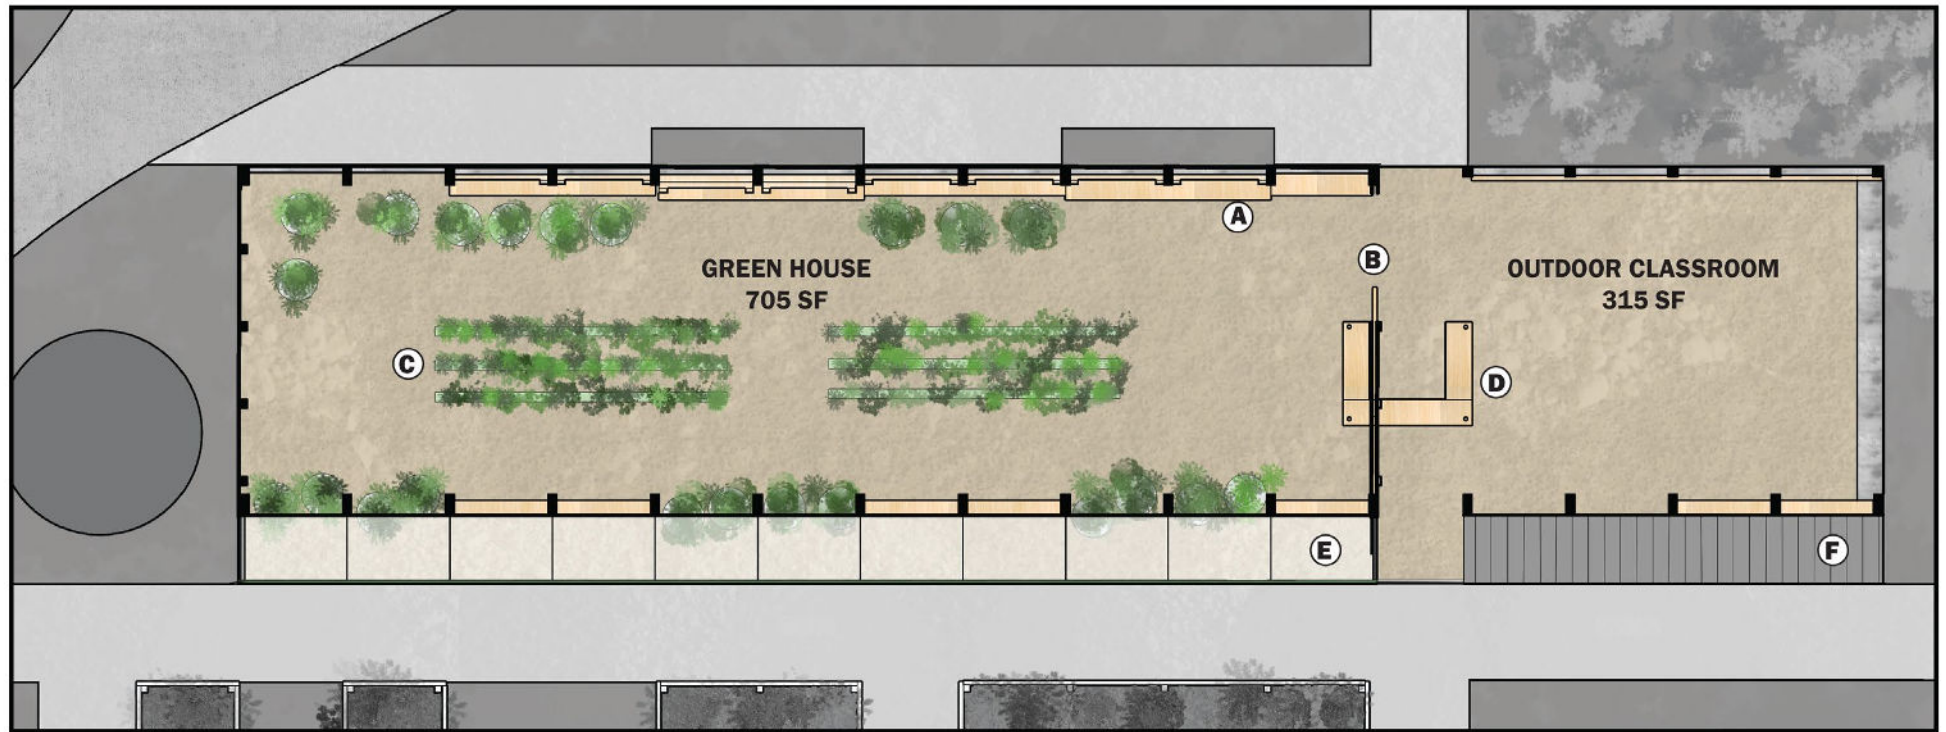 A
B
GREEN HOUSE
705 SF
OUTDOOR CLASSROOM
315 SF
C
D
E
F